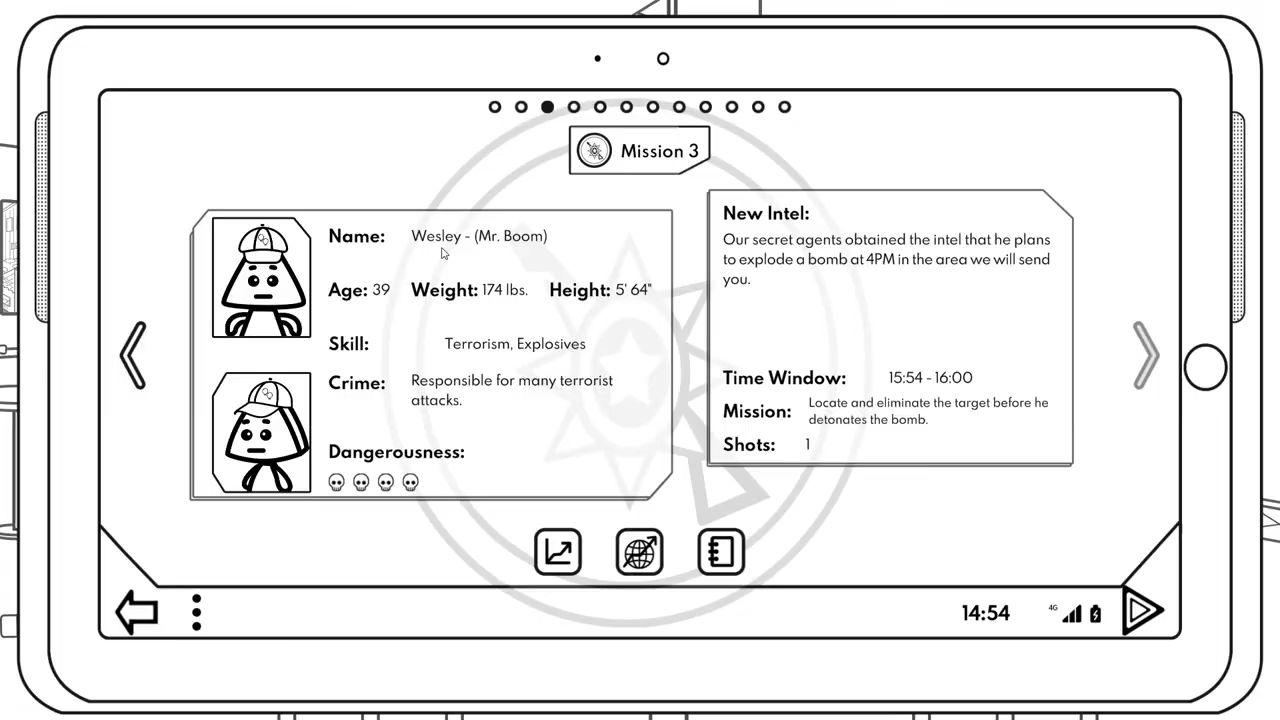 Mission 3
Name: Wesley - (Mr. Boom)
Age: 39 Weight: 174 lbs. Height: 5' 64"
Skill: Terrorism, Explosives
Crime: Responsible for many terrorist
attacks.
Dangerousness:
New Intel:
Our secret agents obtained the intel that he plans
to explode a bomb at 4PM in the area we will send
you.
Time Window: 15:54 - 16:00
Mission: Locate and eliminate the target before he
detonates the bomb.
Shots: 1
14:54 4G